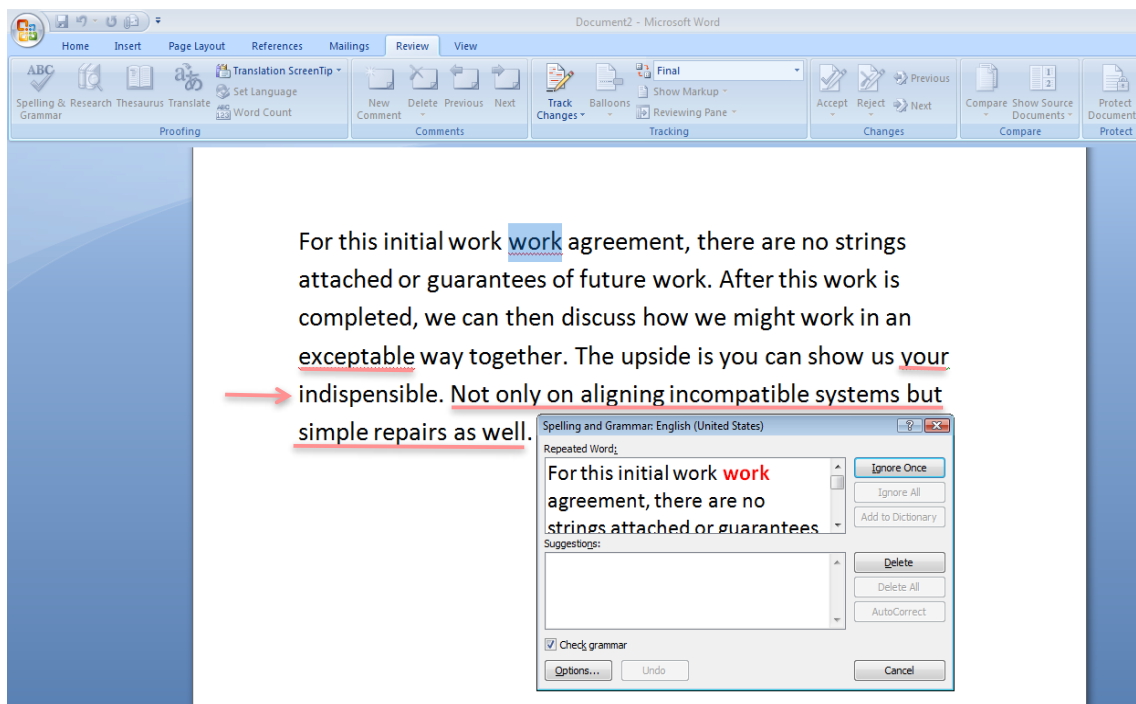 Document2 - Microsoft Word
Home Insert Page Layout References Mailings Review View
ABC Spelling & Grammar
Research
Thesaurus
Translate
Translation ScreenTip
Set Language
ABC 123 Word Count
Proofing
New Comment
Delete
Previous
Next
Comments
Track Changes
Balloons
Final
Show Markup
Reviewing Pane
Tracking
Accept
Reject
Previous
Next
Changes
Compare
1 2 Show Source Documents
Compare
Protect Document
Protect
For this initial work work agreement, there are no strings
attached or guarantees of future work. After this work is
completed, we can then discuss how we might work in an
exceptable way together. The upside is you can show us your
indispensible. Not only on aligning incompatible systems but
simple repairs as well.
Spelling and Grammar: English (United States)
Repeated Word:
For this initial work work
agreement, there are no
strings attached or guarantees
Ignore Once
Ignore All
Add to Dictionary
Suggestions:
Delete
Delete All
AutoCorrect
Check grammar
Options...
Undo
Cancel